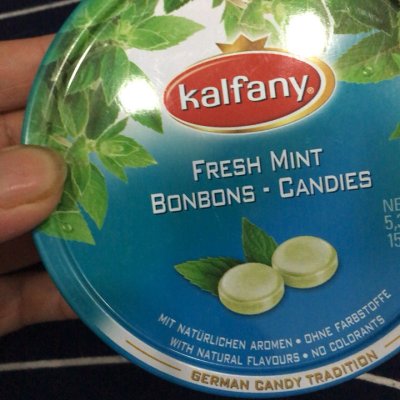 kalfany®
FRESH MINT
BONBONS - CANDIES
MIT NATÜRLICHEN AROMEN • OHNE FARBSTOFFE
WITH NATURAL FLAVOURS • NO COLORANTS
GERMAN CANDY TRADITION